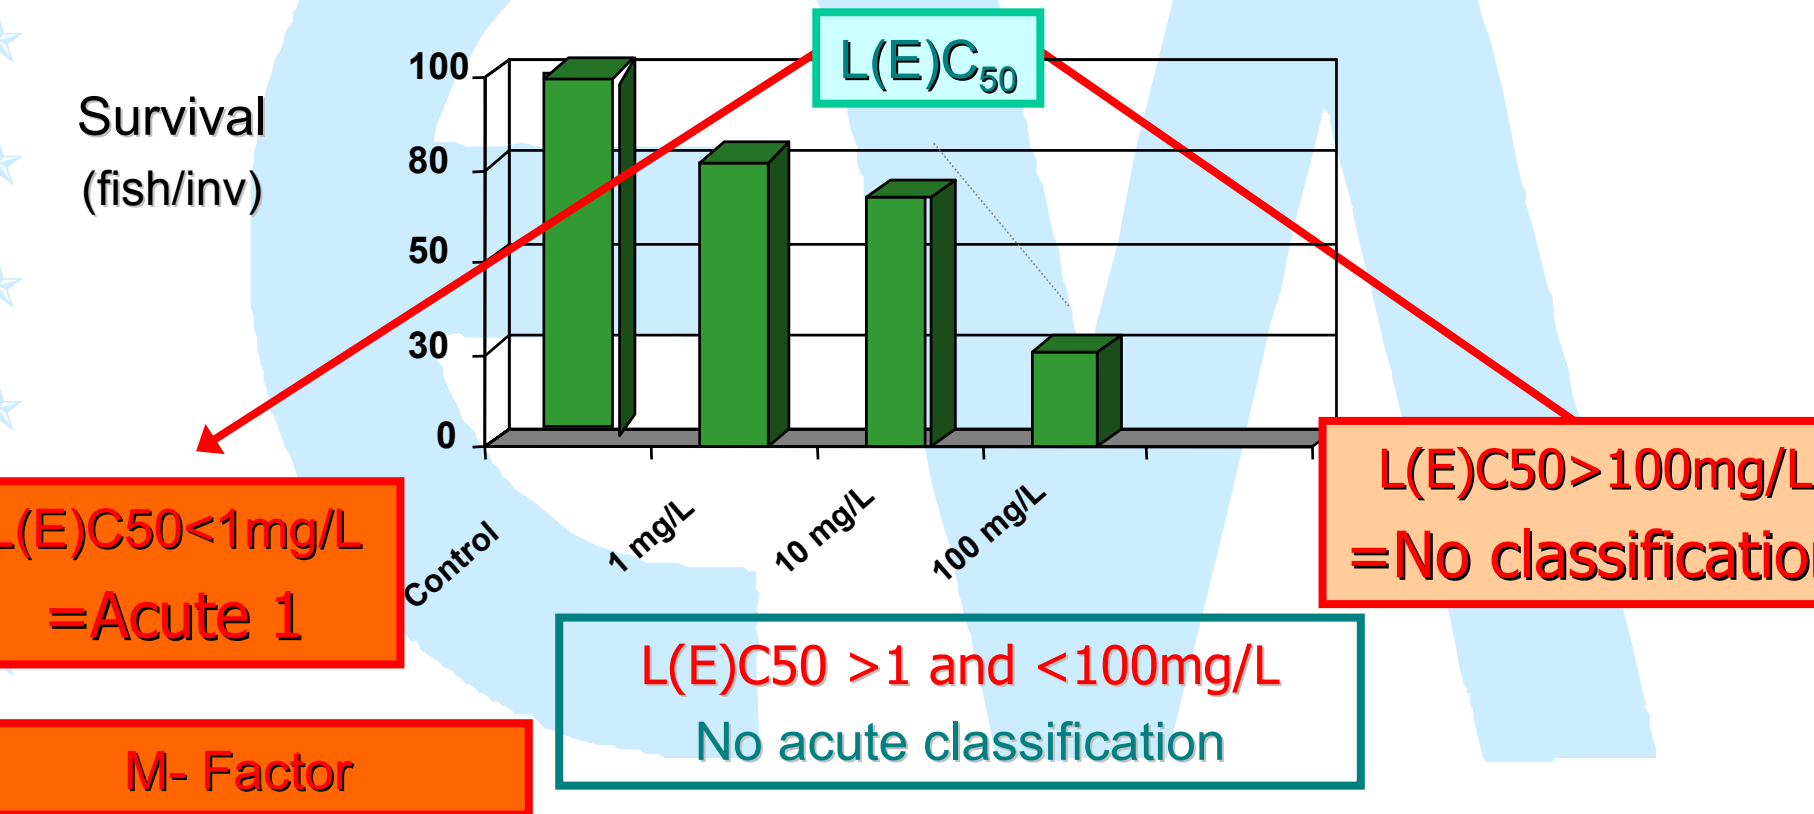 L(E)C50
Survival
(fish/inv)
100
80
50
30
0
Control
1 mg/L
10 mg/L
100 mg/L
L(E)C50<1mg/L
=Acute 1
M- Factor
L(E)C50 >1 and <100mg/L
No acute classification
L(E)C50>100mg/L
=No classification